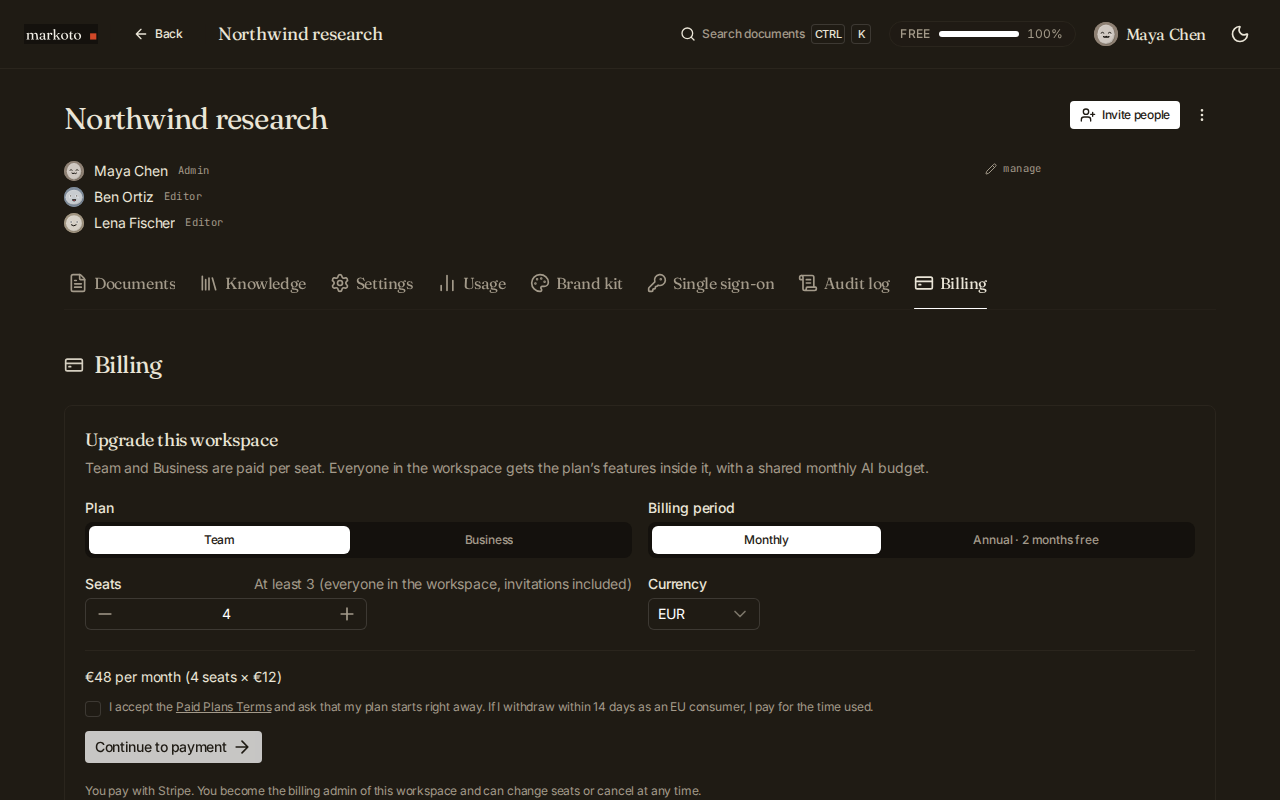 markoto
Back
Northwind research
Search documents CTRL K
FREE 100%
Maya Chen
Northwind research
Invite people
Maya Chen Admin
manage
Ben Ortiz Editor
Lena Fischer Editor
Documents Knowledge Settings Usage Brand kit Single sign-on Audit log Billing
Billing
Upgrade this workspace
Team and Business are paid per seat. Everyone in the workspace gets the plan’s features inside it, with a shared monthly AI budget.
Plan
Team Business
Billing period
Monthly Annual · 2 months free
Seats At least 3 (everyone in the workspace, invitations included)
4
Currency
EUR
€48 per month (4 seats × €12)
I accept the Paid Plans Terms and ask that my plan starts right away. If I withdraw within 14 days as an EU consumer, I pay for the time used.
Continue to payment
You pay with Stripe. You become the billing admin of this workspace and can change seats or cancel at any time.